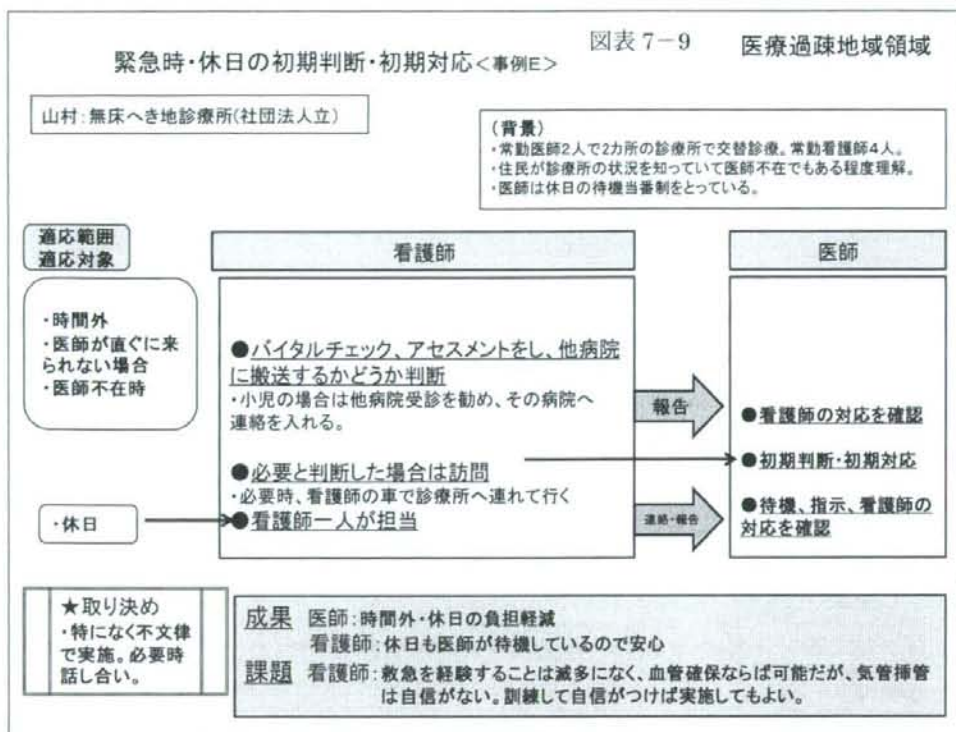 図表 7-9
医療過疎地域領域
緊急時・休日の初期判断・初期対応<事例E>
山村:無床へき地診療所(社団法人立)
(背景)
・常勤医師2人で2カ所の診療所で交替診療。常勤看護師4人。
・住民が診療所の状況を知っていて医師不在でもある程度理解。
・医師は休日の待機当番制をとっている。
適応範囲
適応対象
看護師
医師
・時間外
・医師が直ぐに来
られない場合
・医師不在時
●バイタルチェック、アセスメントをし、他病院
に搬送するかどうか判断
・小児の場合は他病院受診を勧め、その病院へ
連絡を入れる。
●必要と判断した場合は訪問
・必要時、看護師の車で診療所へ連れて行く
●看護師一人が担当
・休日
報告
連絡・報告
●看護師の対応を確認
●初期判断・初期対応
●待機、指示、看護師の
対応を確認
★取り決め
・特になく不文律
で実施。必要時
話し合い。
成果 医師:時間外・休日の負担軽減
看護師:休日も医師が待機しているので安心
課題 看護師:救急を経験することは滅多になく、血管確保ならば可能だが、気管挿管
は自信がない。訓練して自信がつけば実施してもよい。